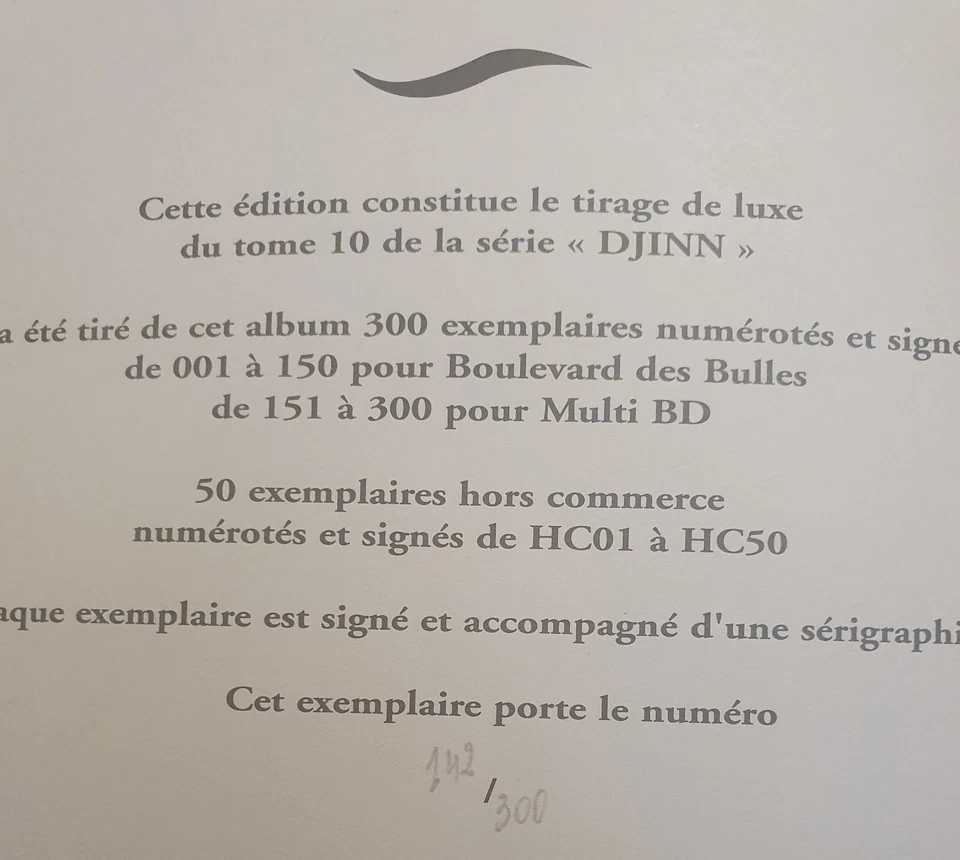 Cette édition constitue le tirage de luxe
du tome 10 de la série « DJINN »
a été tiré de cet album 300 exemplaires numérotés et signé
de 001 à 150 pour Boulevard des Bulles
de 151 à 300 pour Multi BD
50 exemplaires hors commerce
numérotés et signés de HC01 à HC50
aque exemplaire est signé et accompagné d'une sérigraphi
Cet exemplaire porte le numéro
142
/300